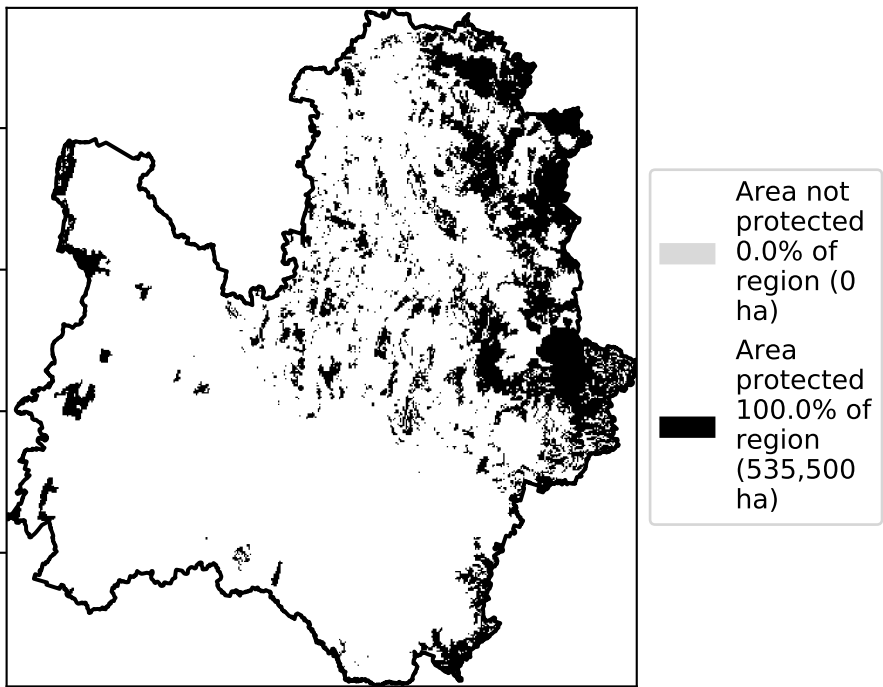 Area not
protected
0.0% of
region (0
ha)
Area
protected
100.0% of
region
(535,500
ha)